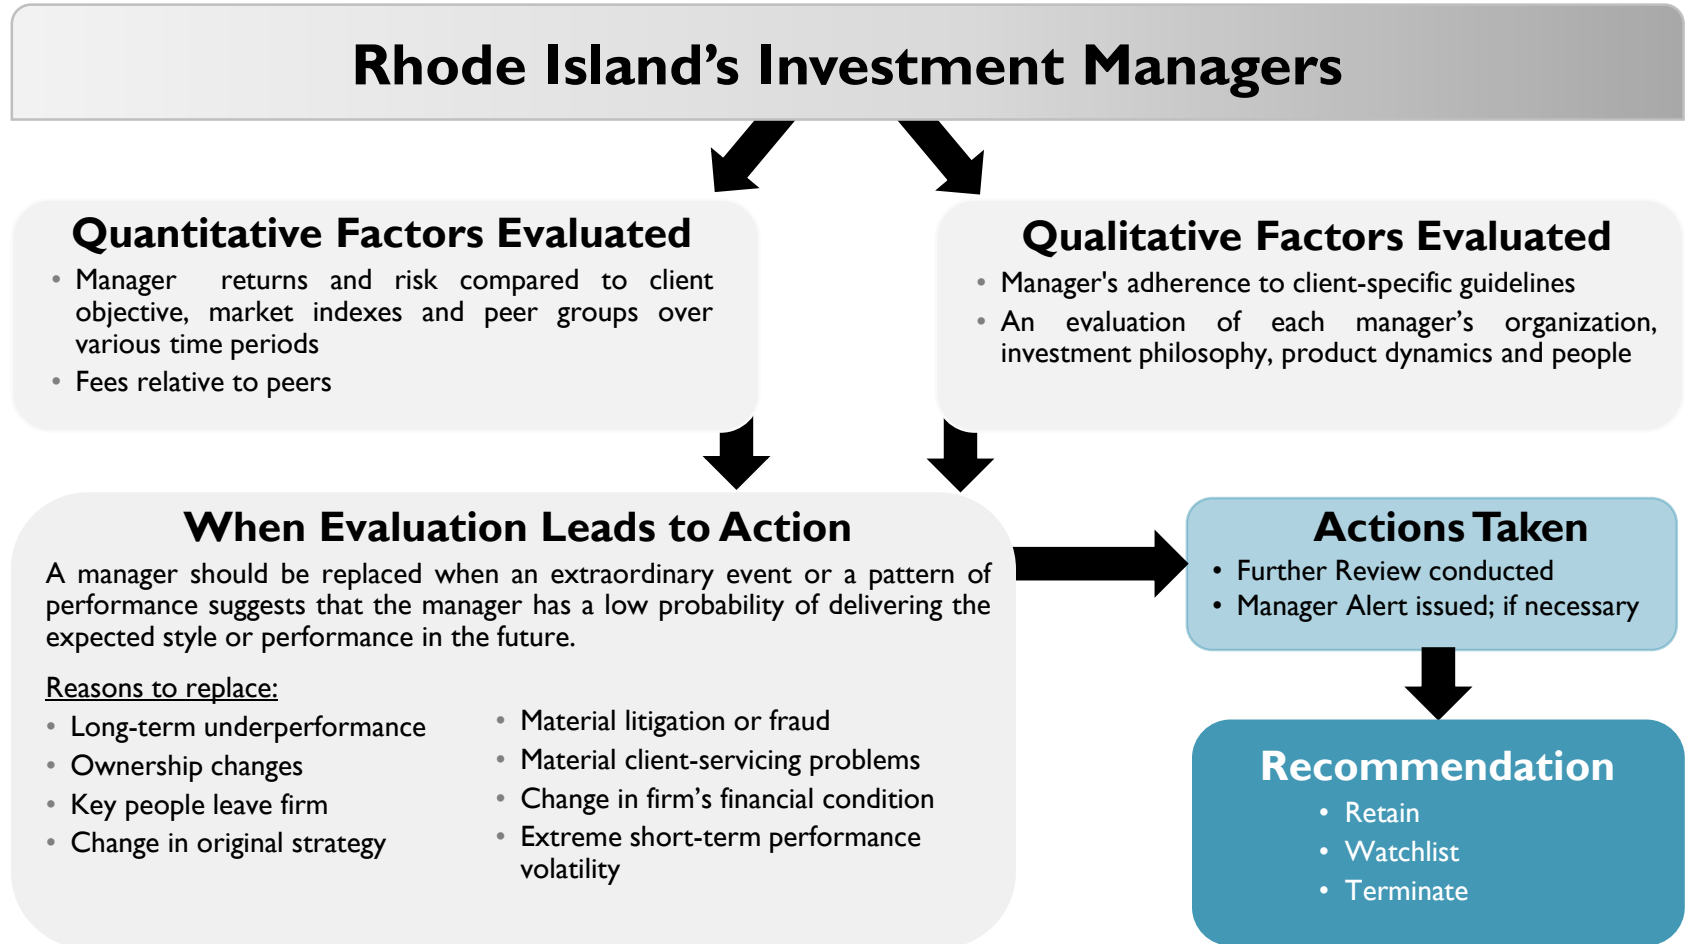 Rhode Island’s Investment Managers
Quantitative Factors Evaluated
• Manager returns and risk compared to client
objective, market indexes and peer groups over
various time periods
• Fees relative to peers
Qualitative Factors Evaluated
• Manager's adherence to client-specific guidelines
• An evaluation of each manager’s organization,
investment philosophy, product dynamics and people
When Evaluation Leads to Action
A manager should be replaced when an extraordinary event or a pattern of
performance suggests that the manager has a low probability of delivering the
expected style or performance in the future.
Reasons to replace:
• Long-term underperformance
• Ownership changes
• Key people leave firm
• Change in original strategy
• Material litigation or fraud
• Material client-servicing problems
• Change in firm’s financial condition
• Extreme short-term performance
volatility
Actions Taken
• Further Review conducted
• Manager Alert issued; if necessary
Recommendation
• Retain
• Watchlist
• Terminate